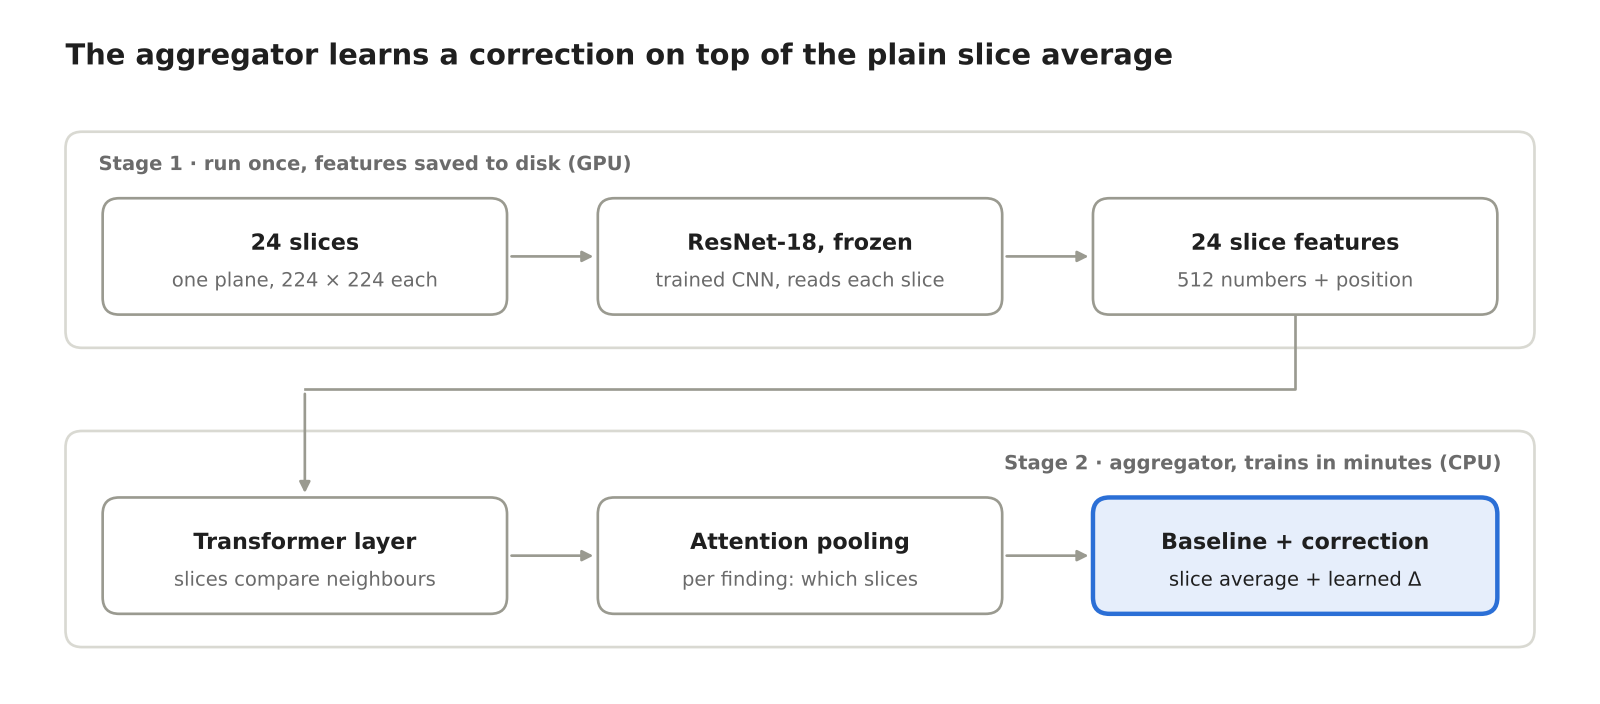 The aggregator learns a correction on top of the plain slice average
Stage 1 · run once, features saved to disk (GPU)
24 slices
one plane, 224 × 224 each
ResNet-18, frozen
trained CNN, reads each slice
24 slice features
512 numbers + position
Stage 2 · aggregator, trains in minutes (CPU)
Transformer layer
slices compare neighbours
Attention pooling
per finding: which slices
Baseline + correction
slice average + learned Δ